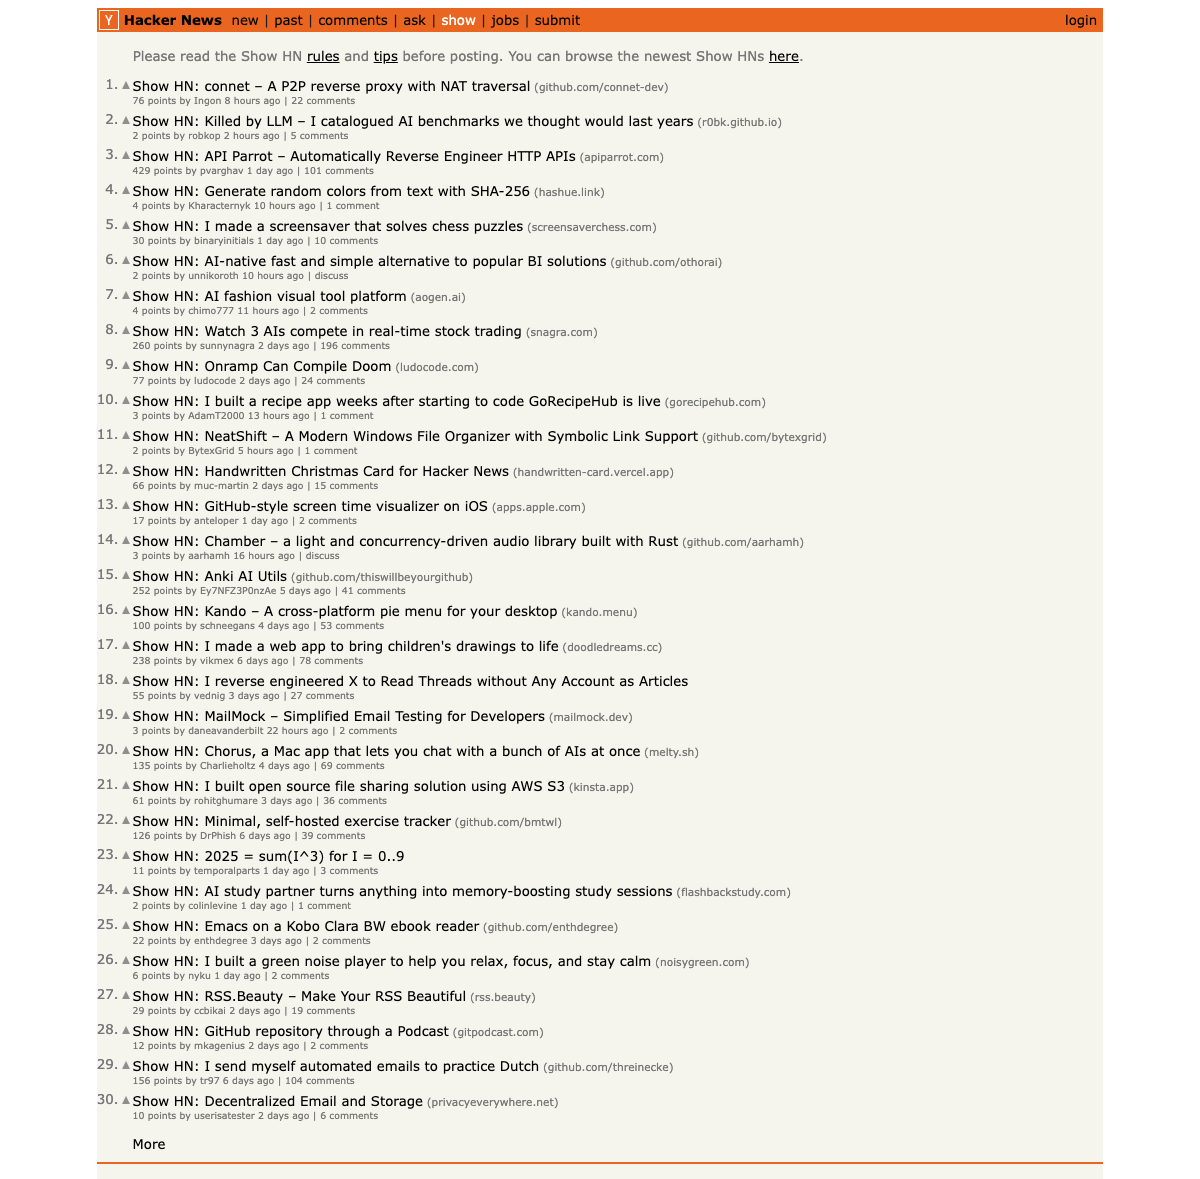 Y Hacker News new | past | comments | ask | show | jobs | submit login
Please read the Show HN rules and tips before posting. You can browse the newest Show HNs here.
1. Show HN: connet – A P2P reverse proxy with NAT traversal (github.com/connet-dev)
76 points by Ingon 8 hours ago | 22 comments
2. Show HN: Killed by LLM – I catalogued AI benchmarks we thought would last years (r0bk.github.io)
2 points by robkop 2 hours ago | 5 comments
3. Show HN: API Parrot – Automatically Reverse Engineer HTTP APIs (apiparrot.com)
429 points by pvarghav 1 day ago | 101 comments
4. Show HN: Generate random colors from text with SHA-256 (hashue.link)
4 points by Kharacternyk 10 hours ago | 1 comment
5. Show HN: I made a screensaver that solves chess puzzles (screensaverchess.com)
30 points by binaryinitials 1 day ago | 10 comments
6. Show HN: AI-native fast and simple alternative to popular BI solutions (github.com/othorai)
2 points by unnikoroth 10 hours ago | discuss
7. Show HN: AI fashion visual tool platform (aogen.ai)
4 points by chimo777 11 hours ago | 2 comments
8. Show HN: Watch 3 AIs compete in real-time stock trading (snagra.com)
260 points by sunnynagra 2 days ago | 196 comments
9. Show HN: Onramp Can Compile Doom (ludocode.com)
77 points by ludocode 2 days ago | 24 comments
10. Show HN: I built a recipe app weeks after starting to code GoRecipeHub is live (gorecipehub.com)
3 points by AdamT2000 13 hours ago | 1 comment
11. Show HN: NeatShift – A Modern Windows File Organizer with Symbolic Link Support (github.com/bytexgrid)
2 points by BytexGrid 5 hours ago | 1 comment
12. Show HN: Handwritten Christmas Card for Hacker News (handwritten-card.vercel.app)
66 points by muc-martin 2 days ago | 15 comments
13. Show HN: GitHub-style screen time visualizer on iOS (apps.apple.com)
17 points by anteloper 1 day ago | 2 comments
14. Show HN: Chamber – a light and concurrency-driven audio library built with Rust (github.com/aarhamh)
3 points by aarhamh 16 hours ago | discuss
15. Show HN: Anki AI Utils (github.com/thiswillbeyourgithub)
252 points by Ey7NFZ3P0nzAe 5 days ago | 41 comments
16. Show HN: Kando – A cross-platform pie menu for your desktop (kando.menu)
100 points by schneegans 4 days ago | 53 comments
17. Show HN: I made a web app to bring children's drawings to life (doodledreams.cc)
238 points by vikmex 6 days ago | 78 comments
18. Show HN: I reverse engineered X to Read Threads without Any Account as Articles
55 points by vednig 3 days ago | 27 comments
19. Show HN: MailMock – Simplified Email Testing for Developers (mailmock.dev)
3 points by daneavanderbilt 22 hours ago | 2 comments
20. Show HN: Chorus, a Mac app that lets you chat with a bunch of AIs at once (melty.sh)
135 points by Charlieholtz 4 days ago | 69 comments
21. Show HN: I built open source file sharing solution using AWS S3 (kinsta.app)
61 points by rohitghumare 3 days ago | 36 comments
22. Show HN: Minimal, self-hosted exercise tracker (github.com/bmtwl)
126 points by DrPhish 6 days ago | 39 comments
23. Show HN: 2025 = sum(I^3) for I = 0..9
11 points by temporalparts 1 day ago | 3 comments
24. Show HN: AI study partner turns anything into memory-boosting study sessions (flashbackstudy.com)
2 points by colinlevine 1 day ago | 1 comment
25. Show HN: Emacs on a Kobo Clara BW ebook reader (github.com/enthdegree)
22 points by enthdegree 3 days ago | 2 comments
26. Show HN: I built a green noise player to help you relax, focus, and stay calm (noisygreen.com)
6 points by nyku 1 day ago | 2 comments
27. Show HN: RSS.Beauty – Make Your RSS Beautiful (rss.beauty)
29 points by ccbikai 2 days ago | 19 comments
28. Show HN: GitHub repository through a Podcast (gitpodcast.com)
12 points by mkagenius 2 days ago | 2 comments
29. Show HN: I send myself automated emails to practice Dutch (github.com/threinecke)
156 points by tr97 6 days ago | 104 comments
30. Show HN: Decentralized Email and Storage (privacyeverywhere.net)
10 points by userisatester 2 days ago | 6 comments
More